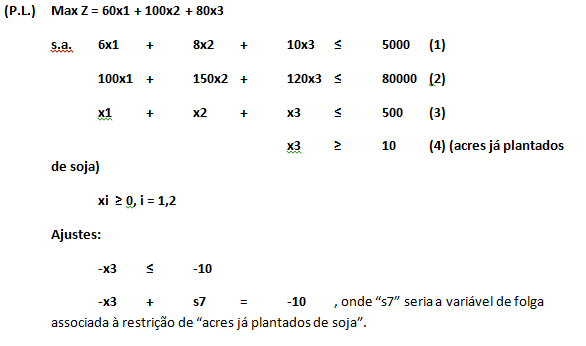 (P.L.) Max Z = 60x1 + 100x2 + 80x3
s.a. 6x1 + 8x2 + 10x3 ≤ 5000 (1)
100x1 + 150x2 + 120x3 ≤ 80000 (2)
x1 + x2 + x3 ≤ 500 (3)
x3 ≥ 10 (4) (acres já plantados
de soja)
xi ≥ 0, i = 1,2
Ajustes:
-x3 ≤ -10
-x3 + s7 = -10 , onde “s7” seria a variável de folga
associada à restrição de “acres já plantados de soja”.